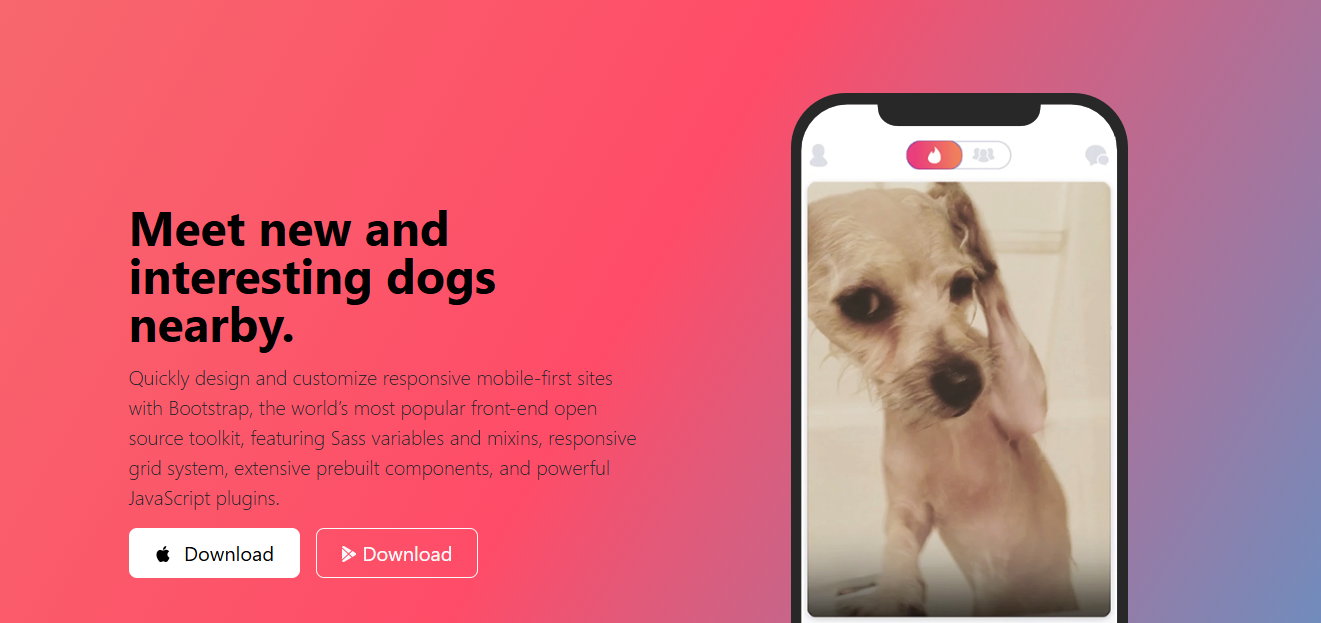 Meet new and
interesting dogs
nearby.
Quickly design and customize responsive mobile-first sites
with Bootstrap, the world’s most popular front-end open
source toolkit, featuring Sass variables and mixins, responsive
grid system, extensive prebuilt components, and powerful
JavaScript plugins.
Download
Download